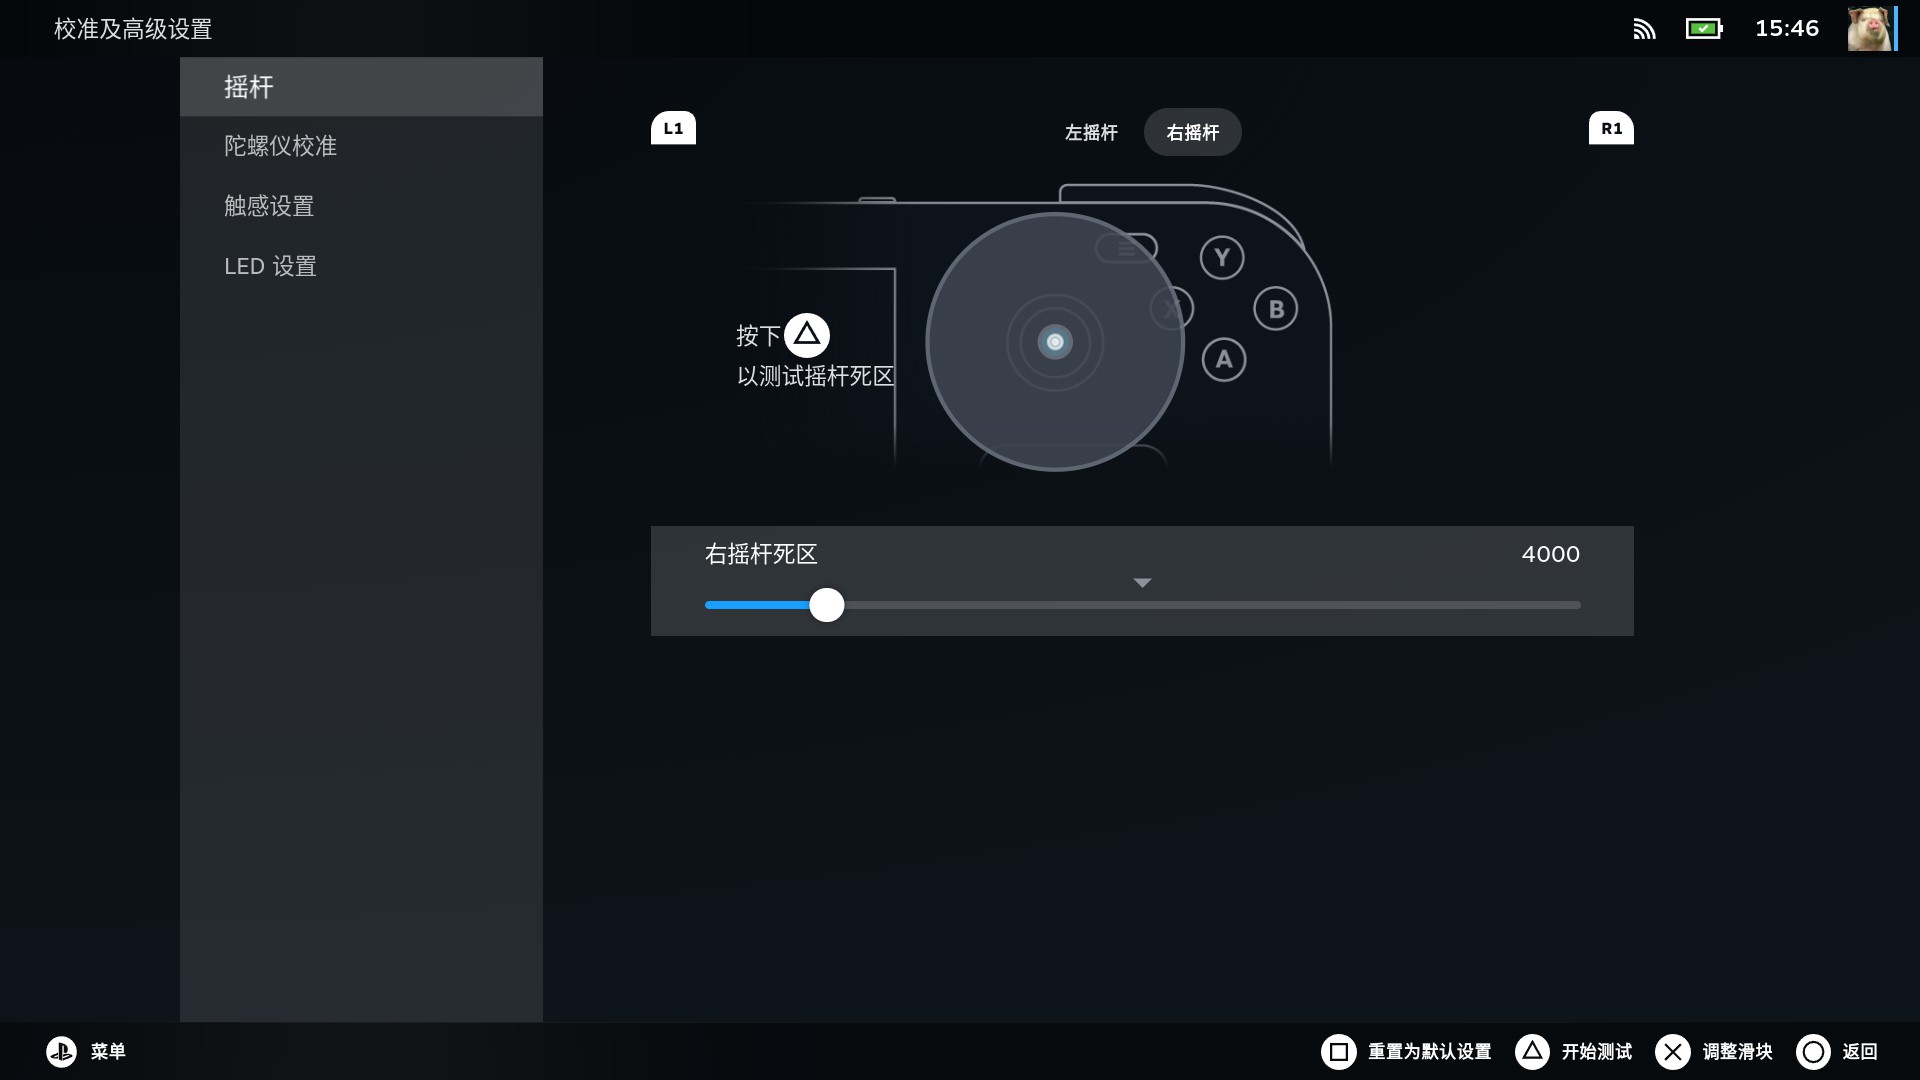 校准及高级设置
15:46
摇杆
陀螺仪校准
触感设置
LED 设置
L1
左摇杆
右摇杆
R1
Y
X
B
A
按下
以测试摇杆死区
右摇杆死区
4000
菜单
重置为默认设置
开始测试
调整滑块
返回